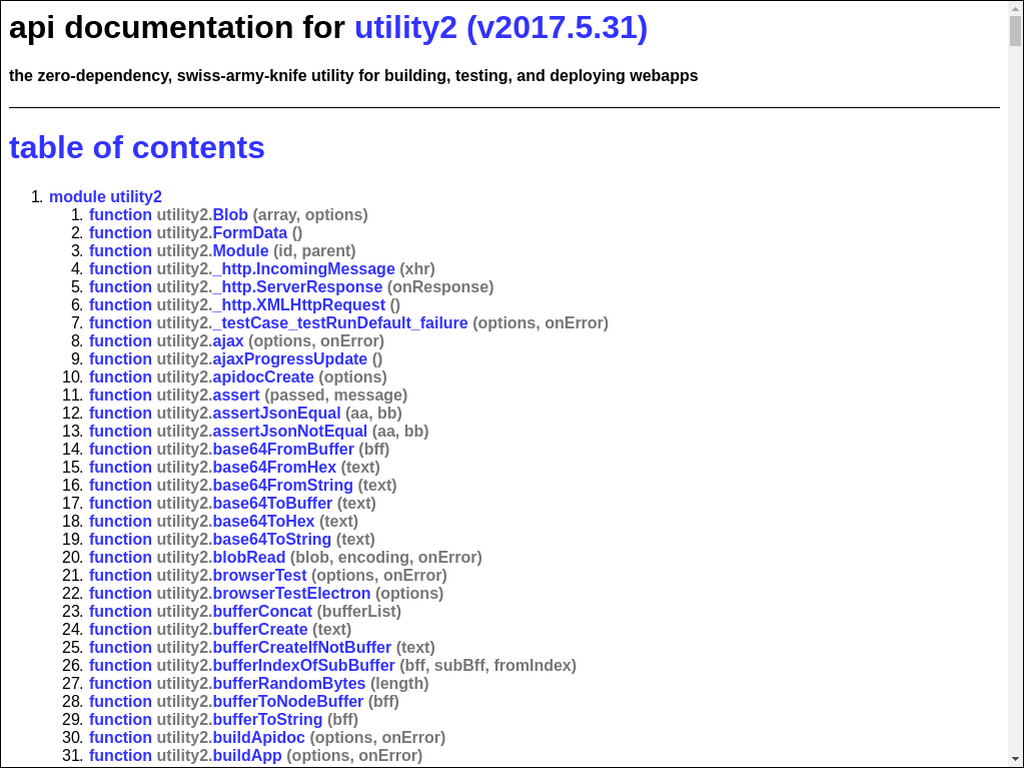 api documentation for utility2 (v2017.5.31)
the zero-dependency, swiss-army-knife utility for building, testing, and deploying webapps
table of contents
1. module utility2
1. function utility2.Blob (array, options)
2. function utility2.FormData ()
3. function utility2.Module (id, parent)
4. function utility2._http.IncomingMessage (xhr)
5. function utility2._http.ServerResponse (onResponse)
6. function utility2._http.XMLHttpRequest ()
7. function utility2._testCase_testRunDefault_failure (options, onError)
8. function utility2.ajax (options, onError)
9. function utility2.ajaxProgressUpdate ()
10. function utility2.apidocCreate (options)
11. function utility2.assert (passed, message)
12. function utility2.assertJsonEqual (aa, bb)
13. function utility2.assertJsonNotEqual (aa, bb)
14. function utility2.base64FromBuffer (bff)
15. function utility2.base64FromHex (text)
16. function utility2.base64FromString (text)
17. function utility2.base64ToBuffer (text)
18. function utility2.base64ToHex (text)
19. function utility2.base64ToString (text)
20. function utility2.blobRead (blob, encoding, onError)
21. function utility2.browserTest (options, onError)
22. function utility2.browserTestElectron (options)
23. function utility2.bufferConcat (bufferList)
24. function utility2.bufferCreate (text)
25. function utility2.bufferCreateIfNotBuffer (text)
26. function utility2.bufferIndexOfSubBuffer (bff, subBff, fromIndex)
27. function utility2.bufferRandomBytes (length)
28. function utility2.bufferToNodeBuffer (bff)
29. function utility2.bufferToString (bff)
30. function utility2.buildApidoc (options, onError)
31. function utility2.buildApp (options, onError)